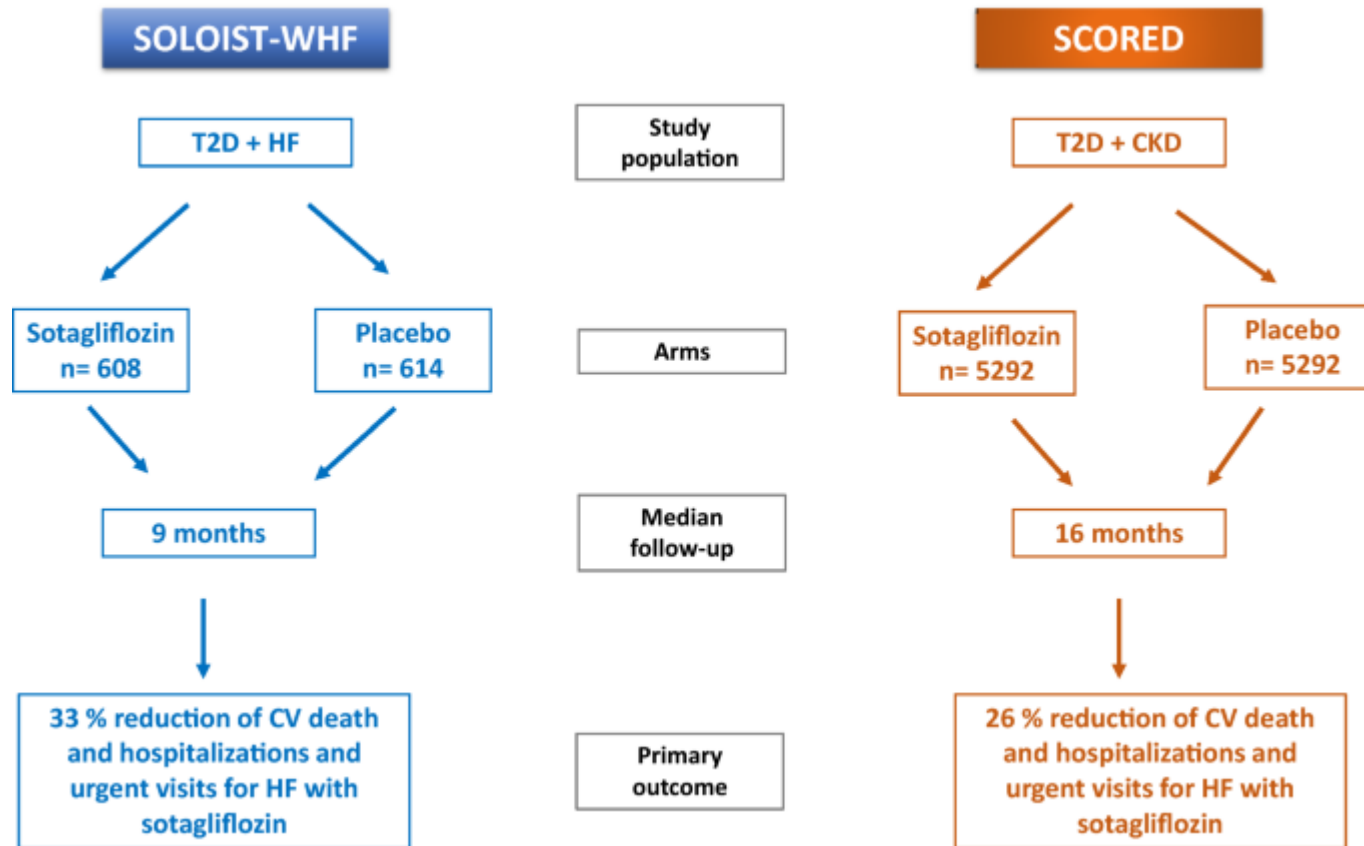 SOLOIST-WHF
SCORED
T2D + HF
Study
population
T2D + CKD
Sotagliflozin
n= 608
Placebo
n= 614
Arms
Sotagliflozin
n= 5292
Placebo
n= 5292
9 months
Median
follow-up
16 months
33 % reduction of CV death
and hospitalizations and
urgent visits for HF with
sotagliflozin
Primary
outcome
26 % reduction of CV death
and hospitalizations and
urgent visits for HF with
sotagliflozin